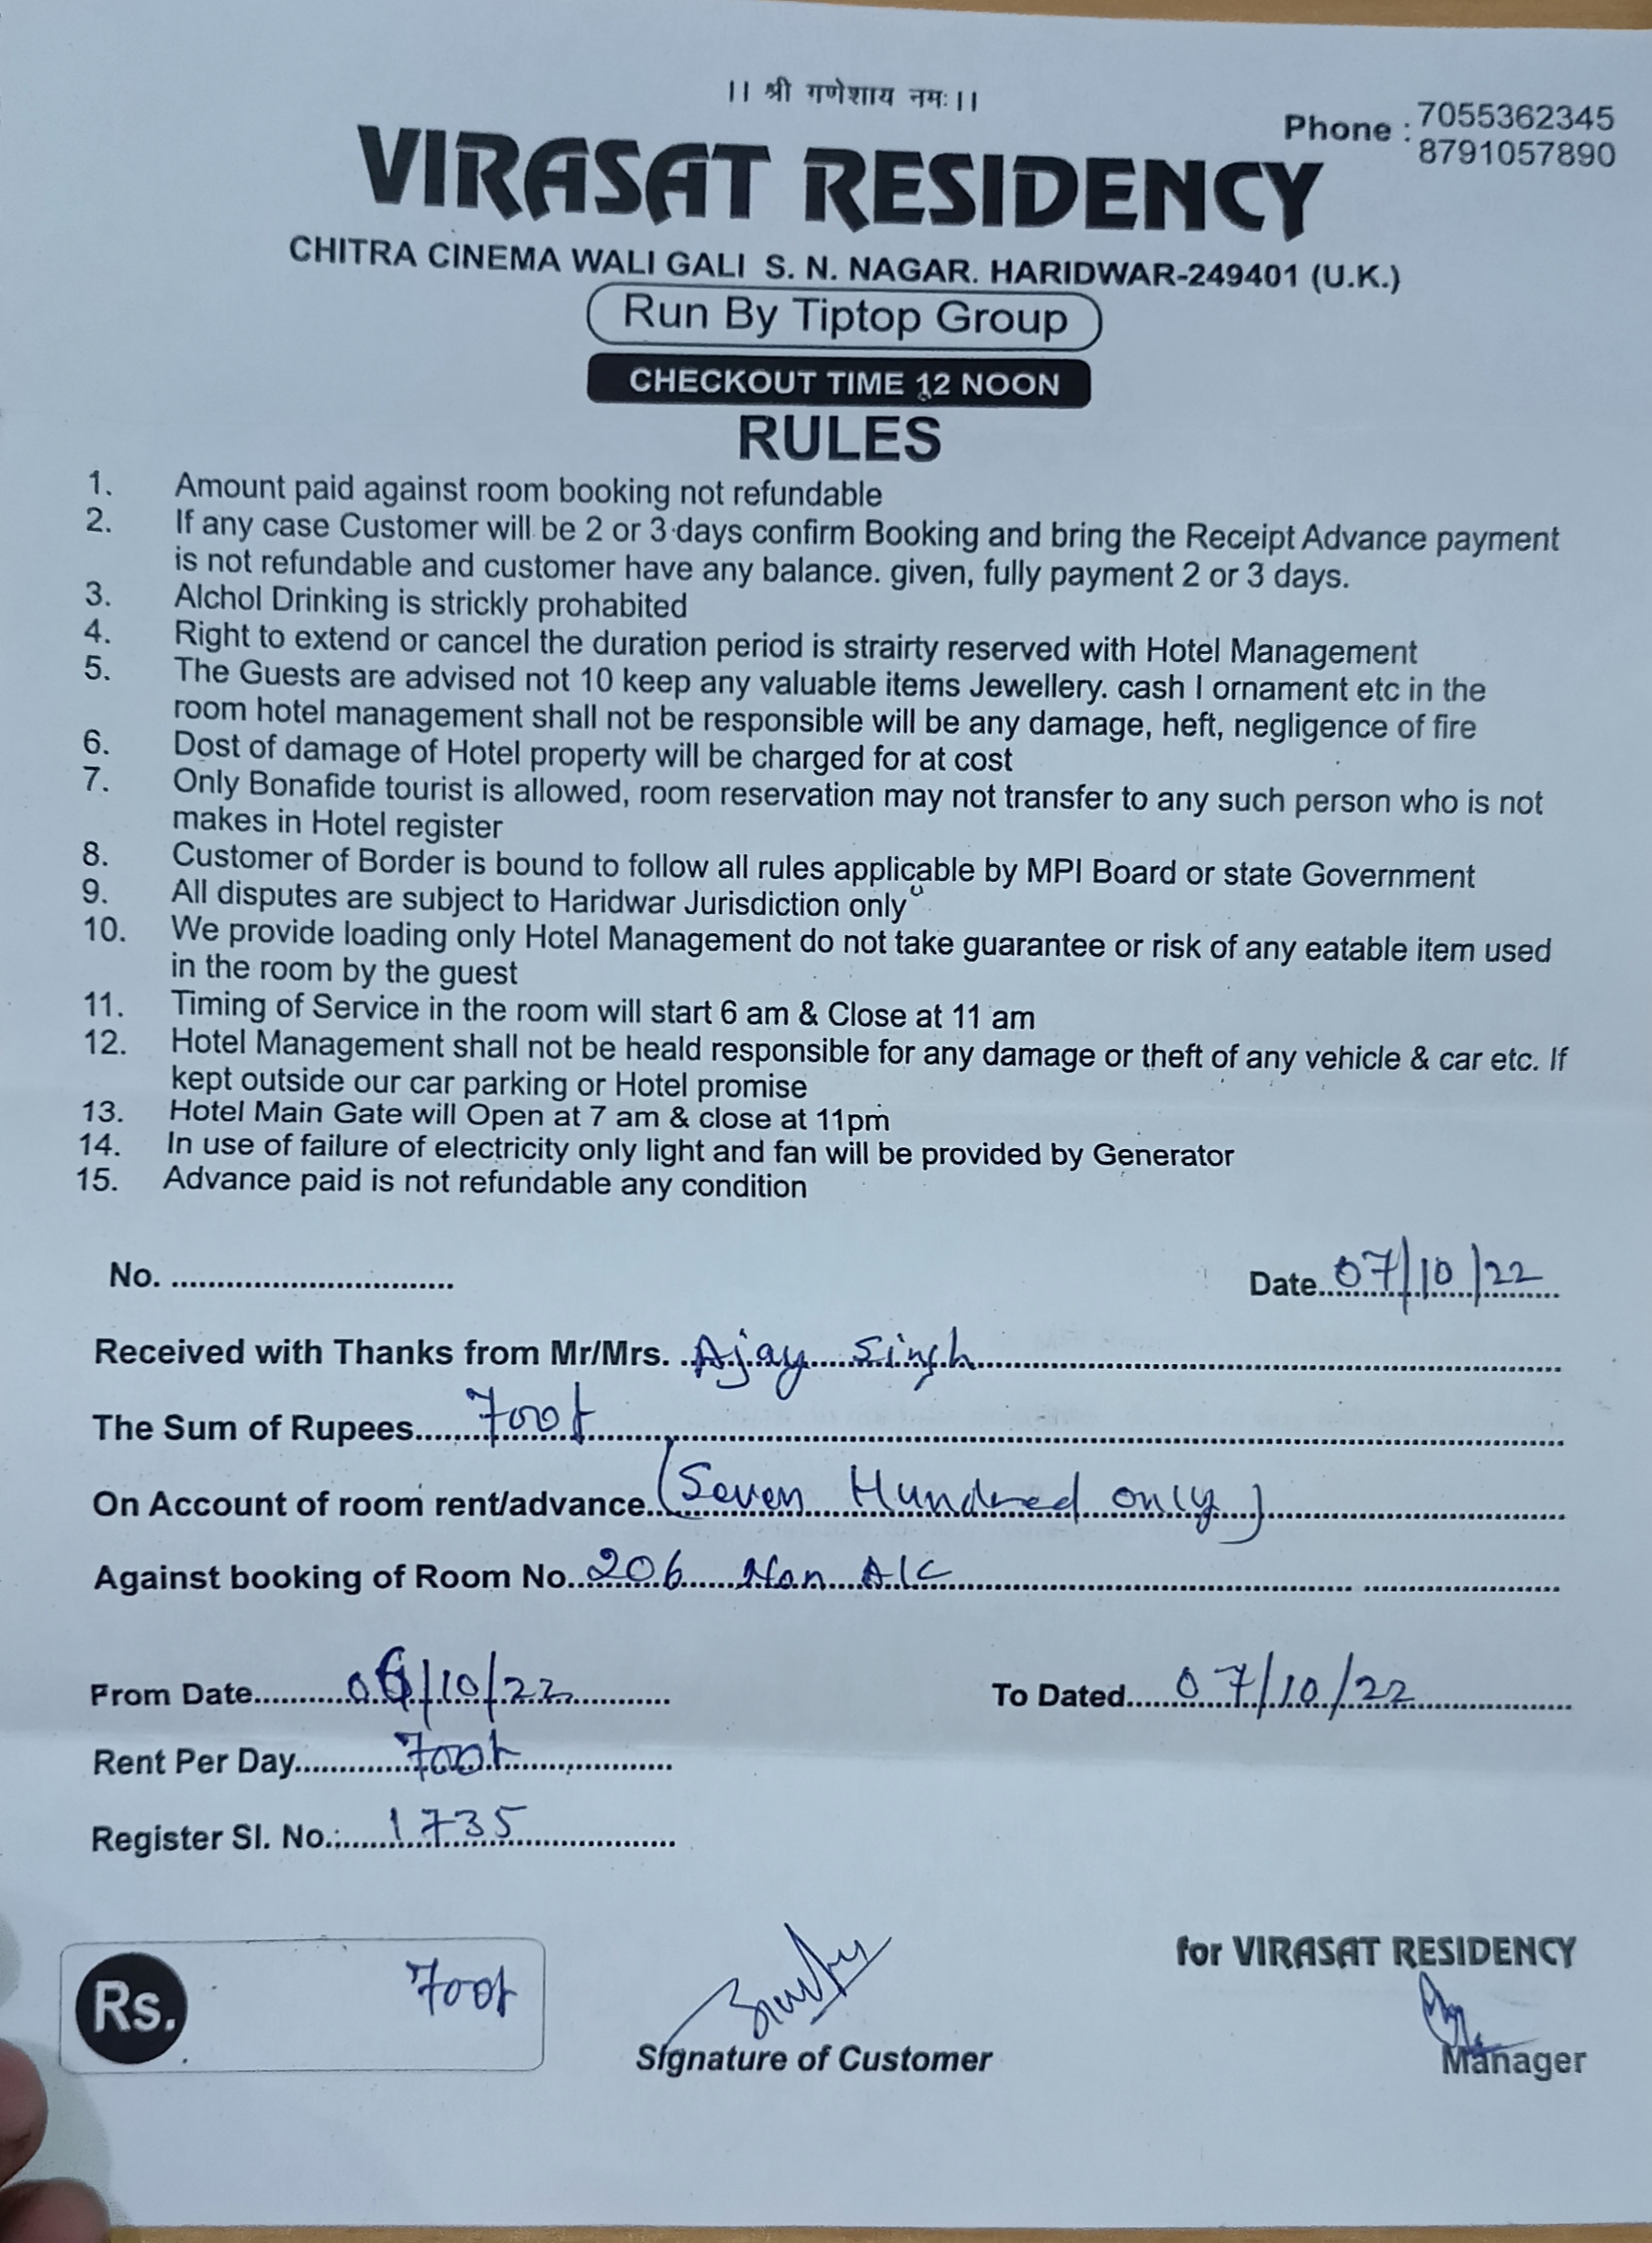 ।। श्री गणेशाय नमः ।।
Phone : 7055362345
8791057890
VIRASAT RESIDENCY
CHITRA CINEMA WALI GALI S. N. NAGAR. HARIDWAR-249401 (U.K.)
Run By Tiptop Group
CHECKOUT TIME 12 NOON
RULES
1. Amount paid against room booking not refundable
2. If any case Customer will be 2 or 3 days confirm Booking and bring the Receipt Advance payment
is not refundable and customer have any balance. given, fully payment 2 or 3 days.
3. Alchol Drinking is strickly prohabited
4. Right to extend or cancel the duration period is strairty reserved with Hotel Management
5. The Guests are advised not 10 keep any valuable items Jewellery. cash I ornament etc in the
room hotel management shall not be responsible will be any damage, heft, negligence of fire
6. Dost of damage of Hotel property will be charged for at cost
7. Only Bonafide tourist is allowed, room reservation may not transfer to any such person who is not
makes in Hotel register
8. Customer of Border is bound to follow all rules applicable by MPI Board or state Government
9. All disputes are subject to Haridwar Jurisdiction only
10. We provide loading only Hotel Management do not take guarantee or risk of any eatable item used
in the room by the guest
11. Timing of Service in the room will start 6 am & Close at 11 am
12. Hotel Management shall not be heald responsible for any damage or theft of any vehicle & car etc. If
kept outside our car parking or Hotel promise
13. Hotel Main Gate will Open at 7 am & close at 11pm
14. In use of failure of electricity only light and fan will be provided by Generator
15. Advance paid is not refundable any condition
No. ............................... Date 07/10/22
Received with Thanks from Mr/Mrs. Ajay Singh
The Sum of Rupees 700/-
On Account of room rent/advance (Seven Hundred only)
Against booking of Room No. 206 Non A/C
From Date 06/10/22 To Dated 07/10/22
Rent Per Day 700/-
Register Sl. No.: 1735
Rs. 700/-
for VIRASAT RESIDENCY
Signature of Customer
Manager